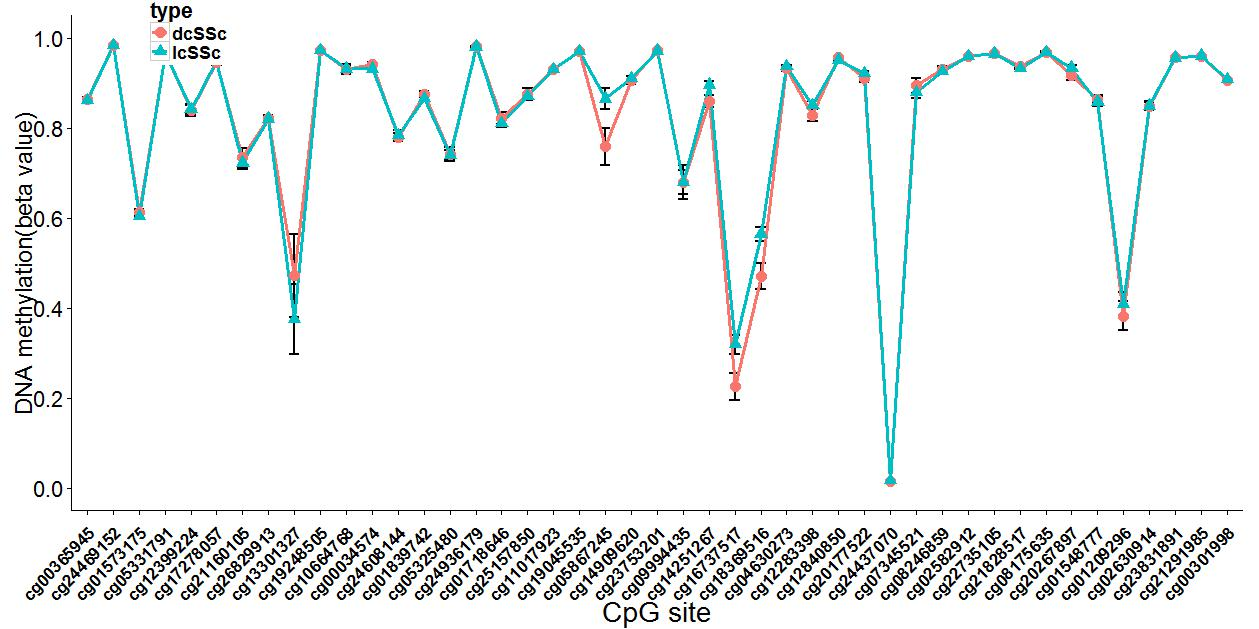 type
dcSSc
lcSSc
DNA methylation(beta value)
1.0
0.8
0.6
0.4
0.2
0.0
cg00365945
cg24469152
cg01573175
cg05331791
cg12399224
cg17278057
cg21160105
cg26829913
cg13301327
cg19248505
cg10664768
cg00034574
cg24608144
cg01839742
cg05325480
cg24936179
cg01718646
cg25157850
cg11017923
cg19045535
cg05867245
cg14909620
cg23753201
cg09994435
cg14251267
cg16737517
cg18369516
cg04630273
cg12283398
cg12840850
cg20177522
cg24437070
cg07345521
cg08246859
cg02582912
cg22735105
cg21828517
cg08175635
cg20267897
cg01548777
cg01209296
cg02630914
cg23831891
cg21291985
cg00301998
CpG site